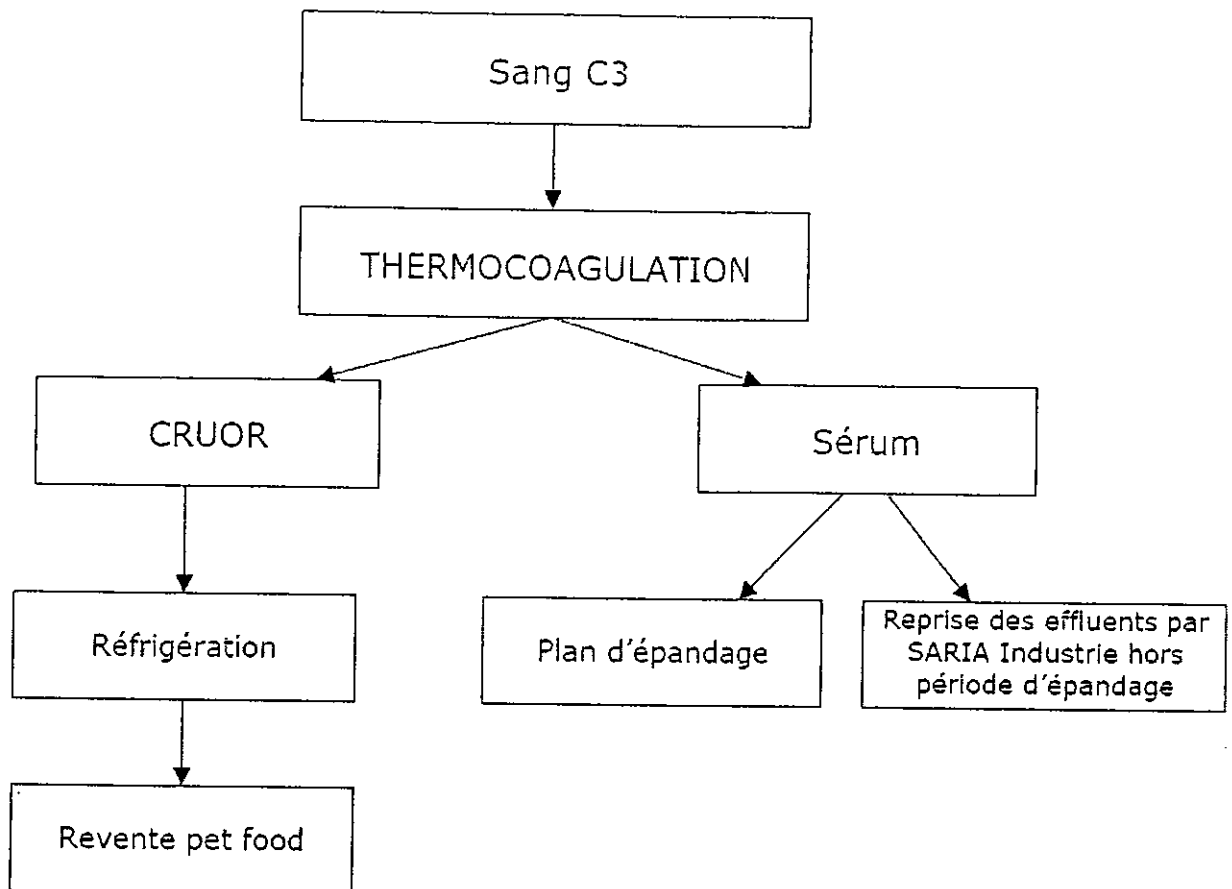 Sang C3
THERMOCOAGULATION
CRUOR
Sérum
Réfrigération
Plan d'épandage
Reprise des effluents par
SARIA Industrie hors
période d'épandage
Revente pet food